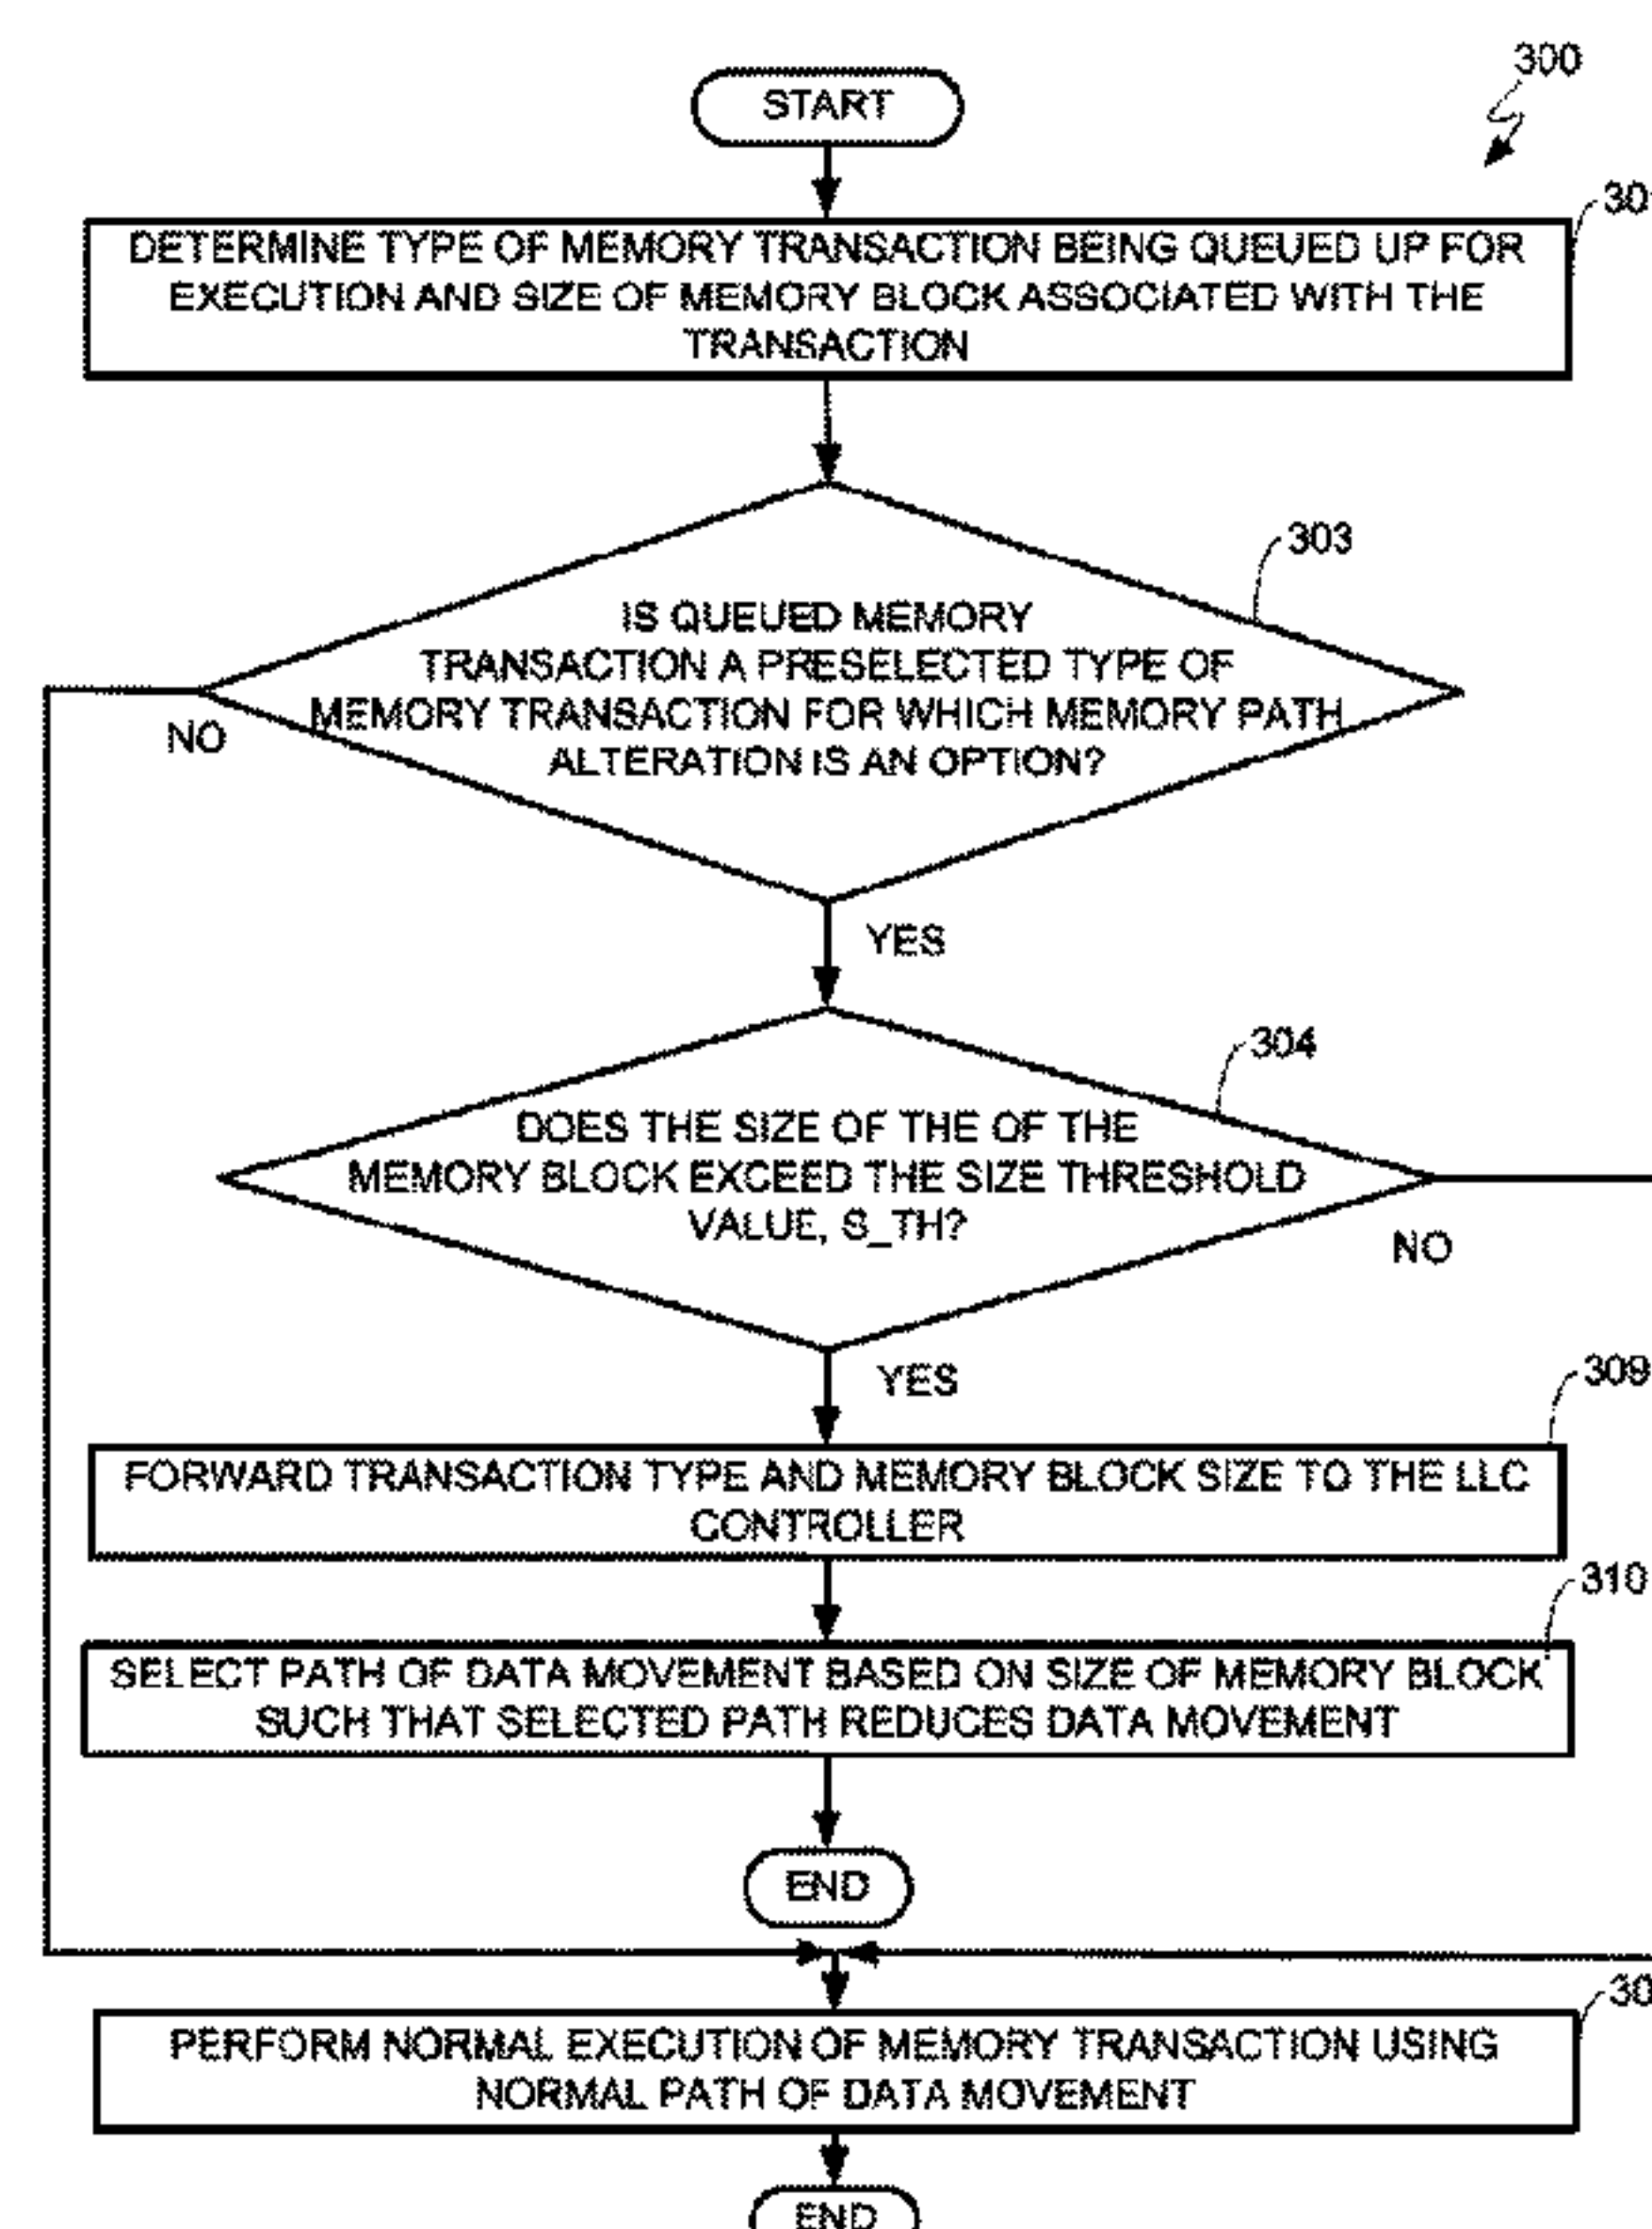 START
300
DETERMINE TYPE OF MEMORY TRANSACTION BEING QUEUED UP FOR
EXECUTION AND SIZE OF MEMORY BLOCK ASSOCIATED WITH THE
TRANSACTION
303
IS QUEUED MEMORY
TRANSACTION A PRESELECTED TYPE OF
MEMORY TRANSACTION FOR WHICH MEMORY PATH
ALTERATION IS AN OPTION?
NO
YES
304
DOES THE SIZE OF THE OF THE
MEMORY BLOCK EXCEED THE SIZE THRESHOLD
VALUE, S_TH?
NO
YES
309
FORWARD TRANSACTION TYPE AND MEMORY BLOCK SIZE TO THE LLC
CONTROLLER
310
SELECT PATH OF DATA MOVEMENT BASED ON SIZE OF MEMORY BLOCK
SUCH THAT SELECTED PATH REDUCES DATA MOVEMENT
END
PERFORM NORMAL EXECUTION OF MEMORY TRANSACTION USING
NORMAL PATH OF DATA MOVEMENT
END